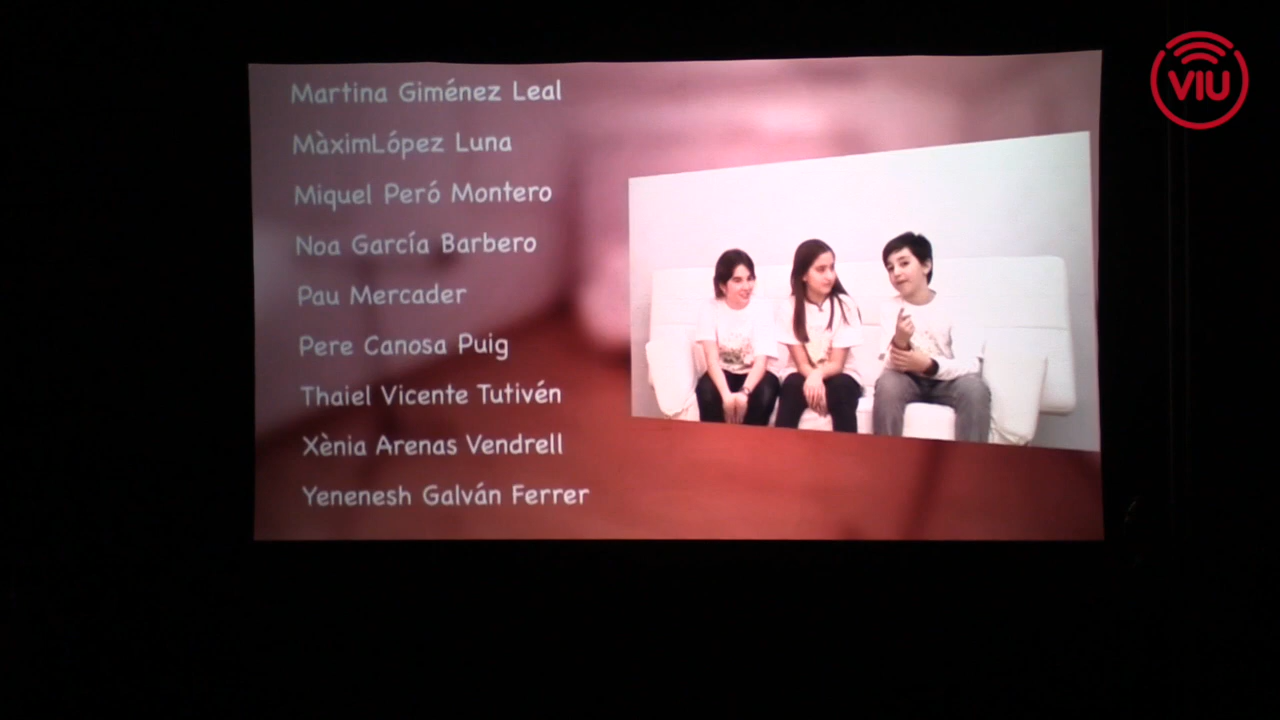 Martina Giménez Leal
MàximLópez Luna
Miquel Peró Montero
Noa García Barbero
Pau Mercader
Pere Canosa Puig
Thaiel Vicente Tutivén
Xènia Arenas Vendrell
Yenenesh Galván Ferrer
VIU